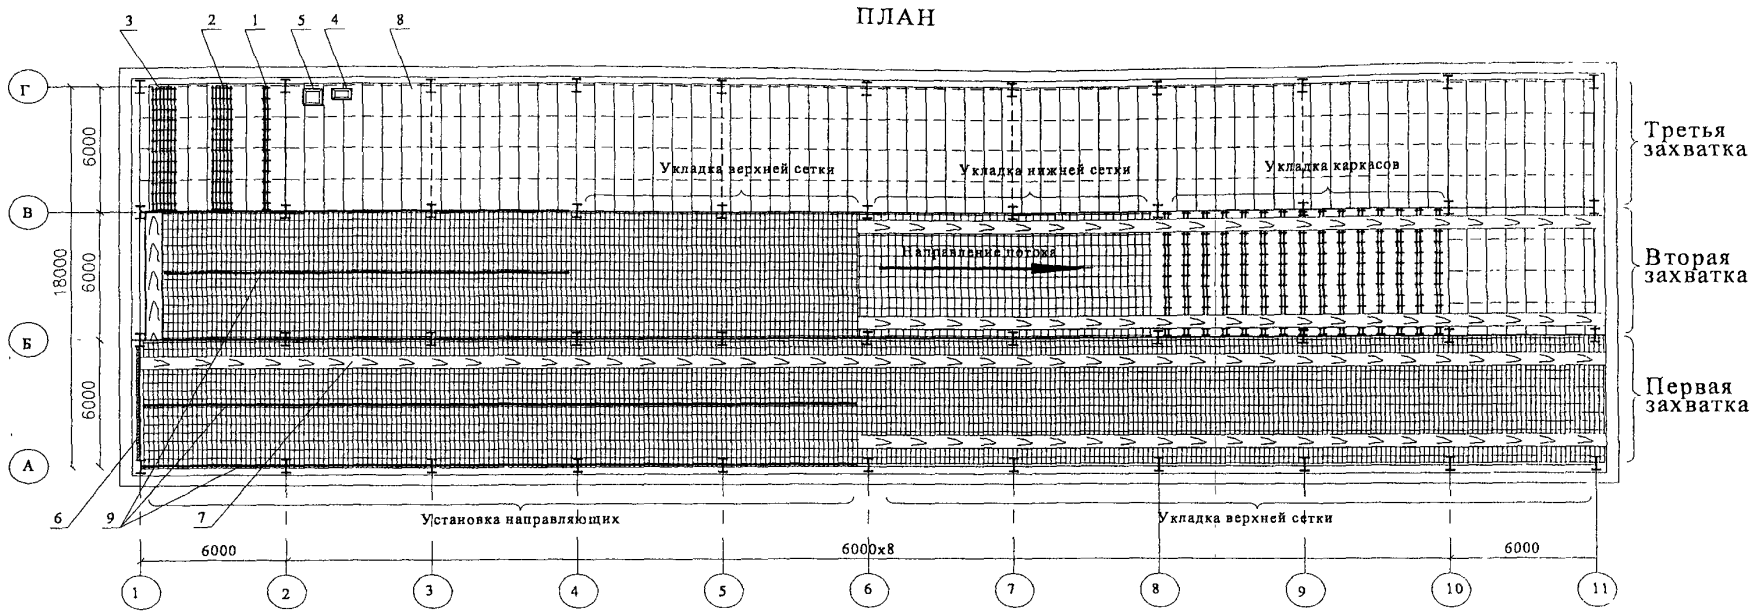 ПЛАН
3 2 1 5 4 8
Г
6000
Третья
захватка
Укладка верхней сетки
Укладка нижней сетки
Укладка каркасов
В
18000
6000
Направление потока
Вторая
захватка
Б
6000
Первая
захватка
А
6 9 7
Установка направляющих
Укладка верхней сетки
6000 6000х8 6000
1 2 3 4 5 6 7 8 9 10 11